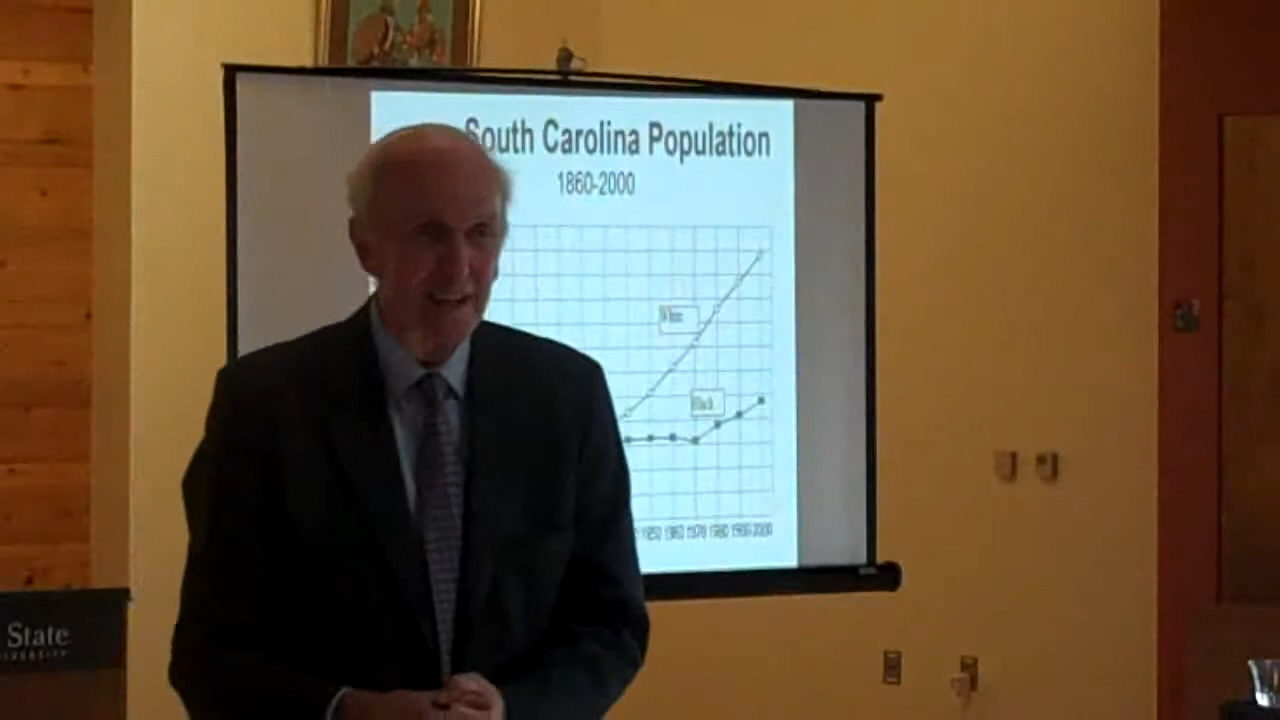 South Carolina Population
1860-2000
White
Black
1950 1960 1970 1980 1990 2000
State